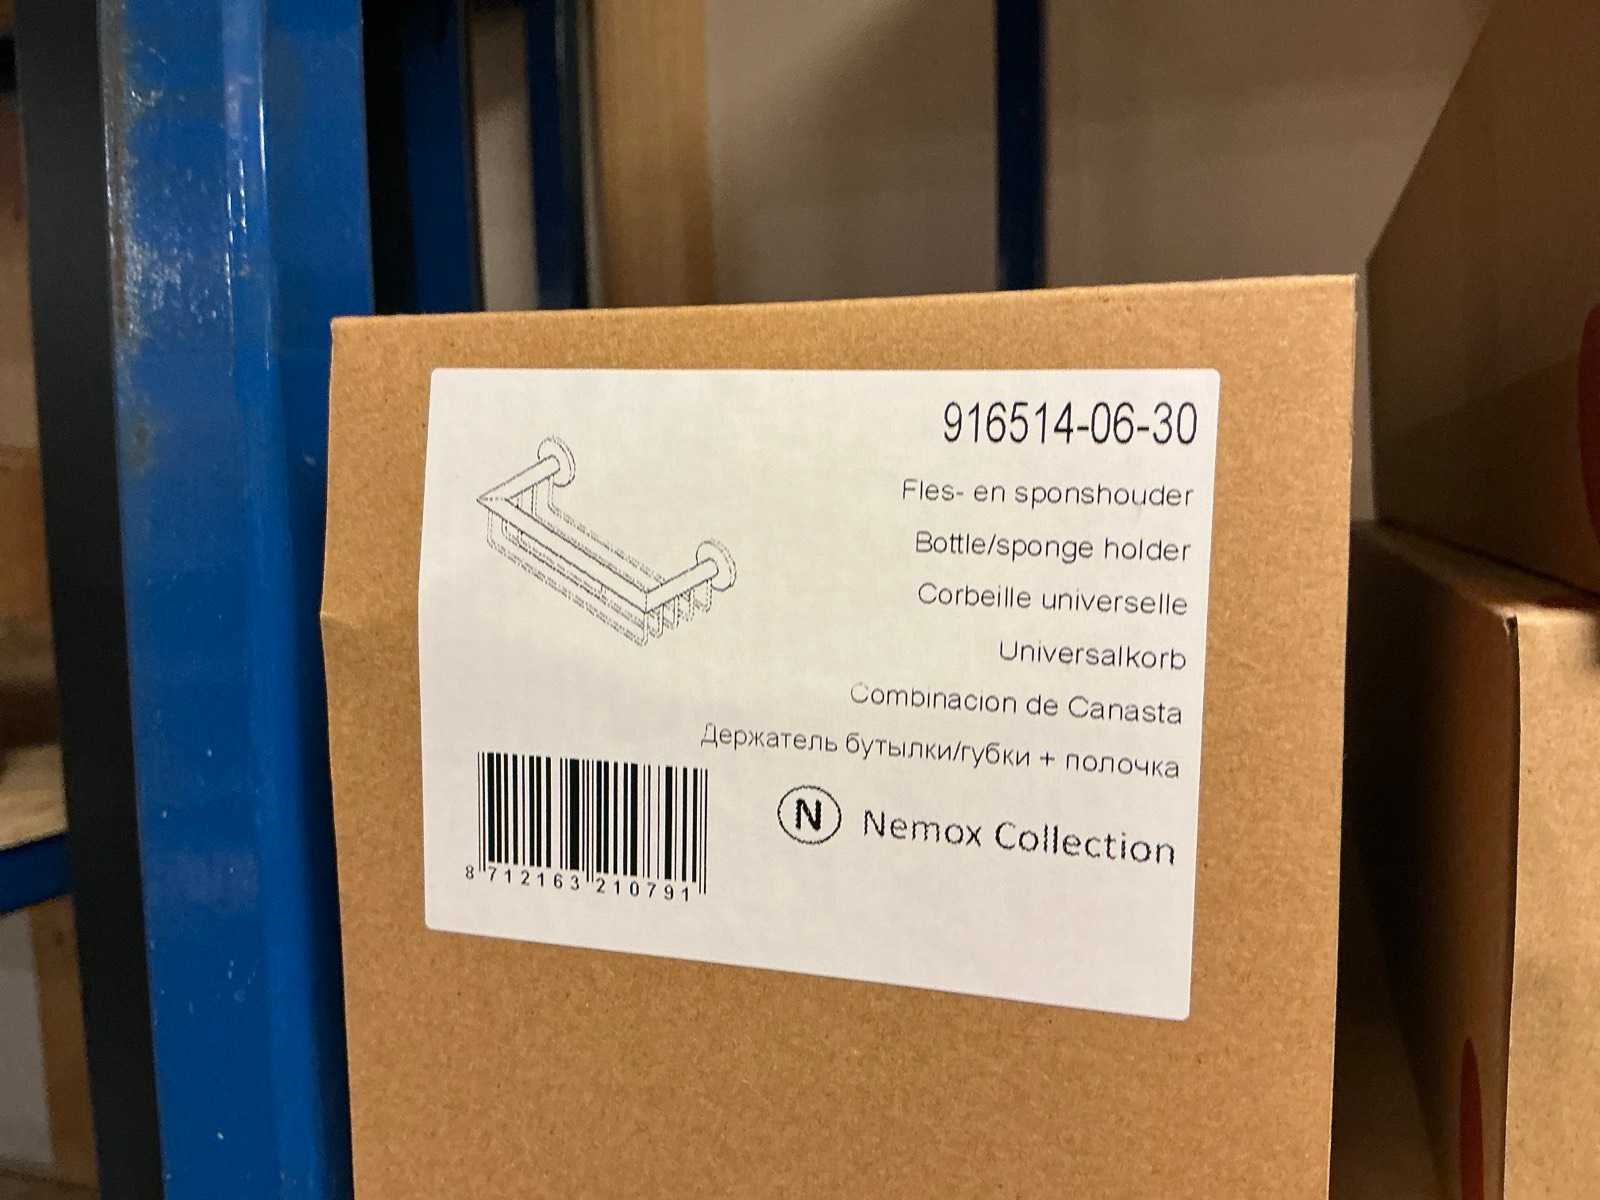 916514-06-30
Fles- en sponshouder
Bottle/sponge holder
Corbeille universelle
Universalkorb
Combinacion de Canasta
Держатель бутылки/губки + полочка
N Nemox Collection
8 712163 210791